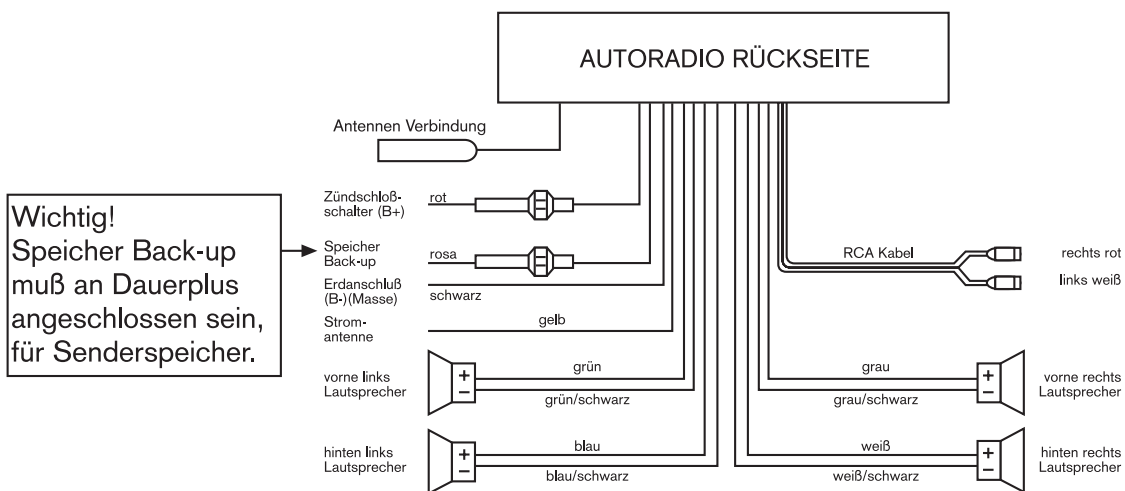 AUTORADIO RÜCKSEITE
Antennen Verbindung
Zündschloß-
schalter (B+)
rot
Wichtig!
Speicher Back-up
muß an Dauerplus
angeschlossen sein,
für Senderspeicher.
Speicher
Back-up
rosa
Erdanschluß
(B-)(Masse)
schwarz
Strom-
antenne
gelb
RCA Kabel
rechts rot
links weiß
vorne links
Lautsprecher
+
−
grün
grün/schwarz
grau
grau/schwarz
+
−
vorne rechts
Lautsprecher
hinten links
Lautsprecher
+
−
blau
blau/schwarz
weiß
weiß/schwarz
+
−
hinten rechts
Lautsprecher